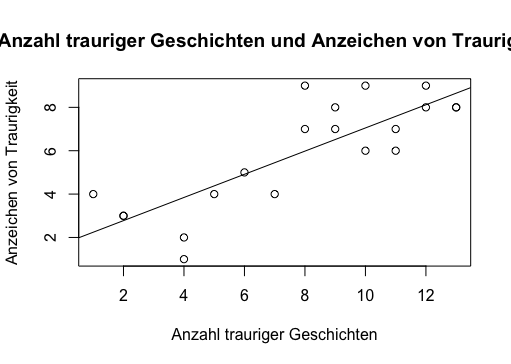 Anzahl trauriger Geschichten und Anzeichen von
Anzeichen von Traurigkeit
8
6
4
2
2 4 6 8 10 12
Anzahl trauriger Geschichten